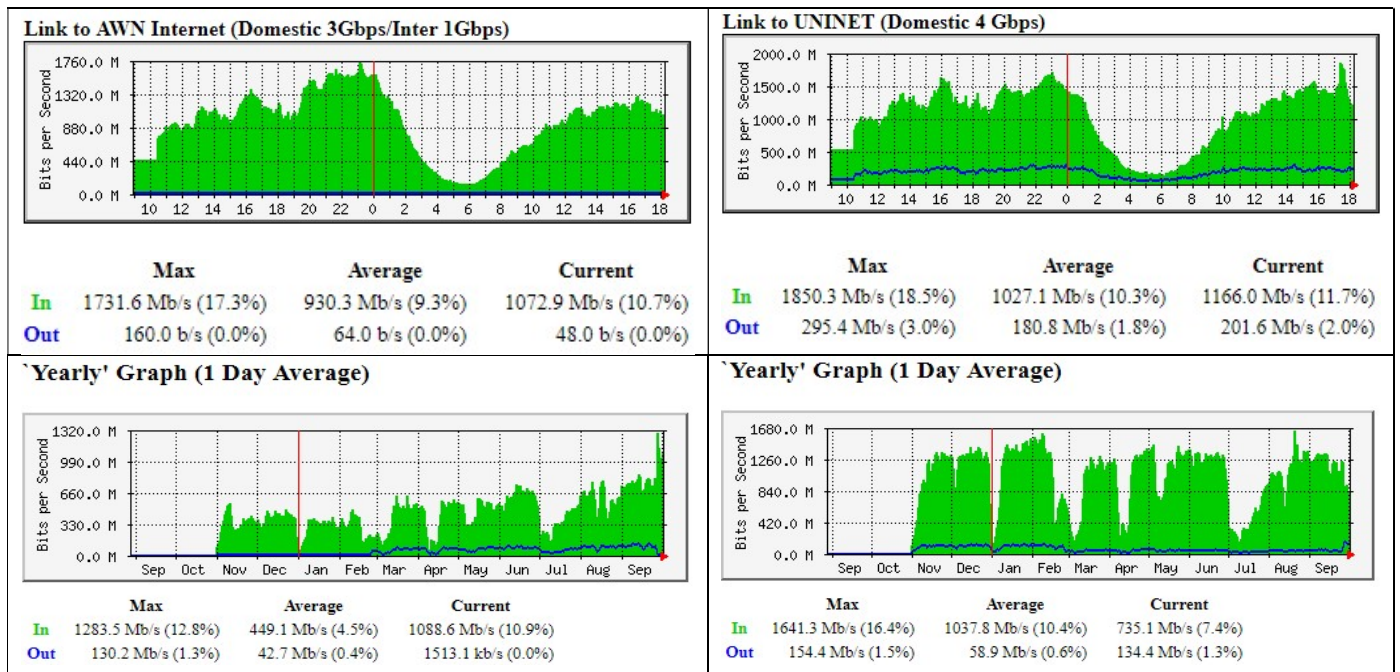 Link to AWN Internet (Domestic 3Gbps/Inter 1Gbps)
Bits per Second
1760.0 M
1320.0 M
880.0 M
440.0 M
0.0 M
10 12 14 16 18 20 22 0 2 4 6 8 10 12 14 16 18
Max Average Current
In 1731.6 Mb/s (17.3%) 930.3 Mb/s (9.3%) 1072.9 Mb/s (10.7%)
Out 160.0 b/s (0.0%) 64.0 b/s (0.0%) 48.0 b/s (0.0%)
Link to UNINET (Domestic 4 Gbps)
Bits per Second
2000.0 M
1500.0 M
1000.0 M
500.0 M
0.0 M
10 12 14 16 18 20 22 0 2 4 6 8 10 12 14 16 18
Max Average Current
In 1850.3 Mb/s (18.5%) 1027.1 Mb/s (10.3%) 1166.0 Mb/s (11.7%)
Out 295.4 Mb/s (3.0%) 180.8 Mb/s (1.8%) 201.6 Mb/s (2.0%)
`Yearly' Graph (1 Day Average)
Bits per Second
1320.0 M
990.0 M
660.0 M
330.0 M
0.0 M
Sep Oct Nov Dec Jan Feb Mar Apr May Jun Jul Aug Sep
Max Average Current
In 1283.5 Mb/s (12.8%) 449.1 Mb/s (4.5%) 1088.6 Mb/s (10.9%)
Out 130.2 Mb/s (1.3%) 42.7 Mb/s (0.4%) 1513.1 kb/s (0.0%)
`Yearly' Graph (1 Day Average)
Bits per Second
1680.0 M
1260.0 M
840.0 M
420.0 M
0.0 M
Sep Oct Nov Dec Jan Feb Mar Apr May Jun Jul Aug Sep
Max Average Current
In 1641.3 Mb/s (16.4%) 1037.8 Mb/s (10.4%) 735.1 Mb/s (7.4%)
Out 154.4 Mb/s (1.5%) 58.9 Mb/s (0.6%) 134.4 Mb/s (1.3%)